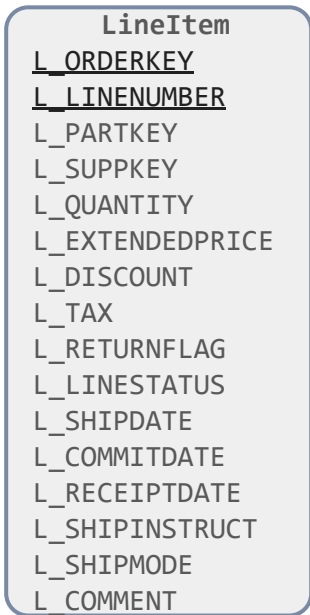 LineItem
L_ORDERKEY
L_LINENUMBER
L_PARTKEY
L_SUPPKEY
L_QUANTITY
L_EXTENDEDPRICE
L_DISCOUNT
L_TAX
L_RETURNFLAG
L_LINESTATUS
L_SHIPDATE
L_COMMITDATE
L_RECEIPTDATE
L_SHIPINSTRUCT
L_SHIPMODE
L_COMMENT